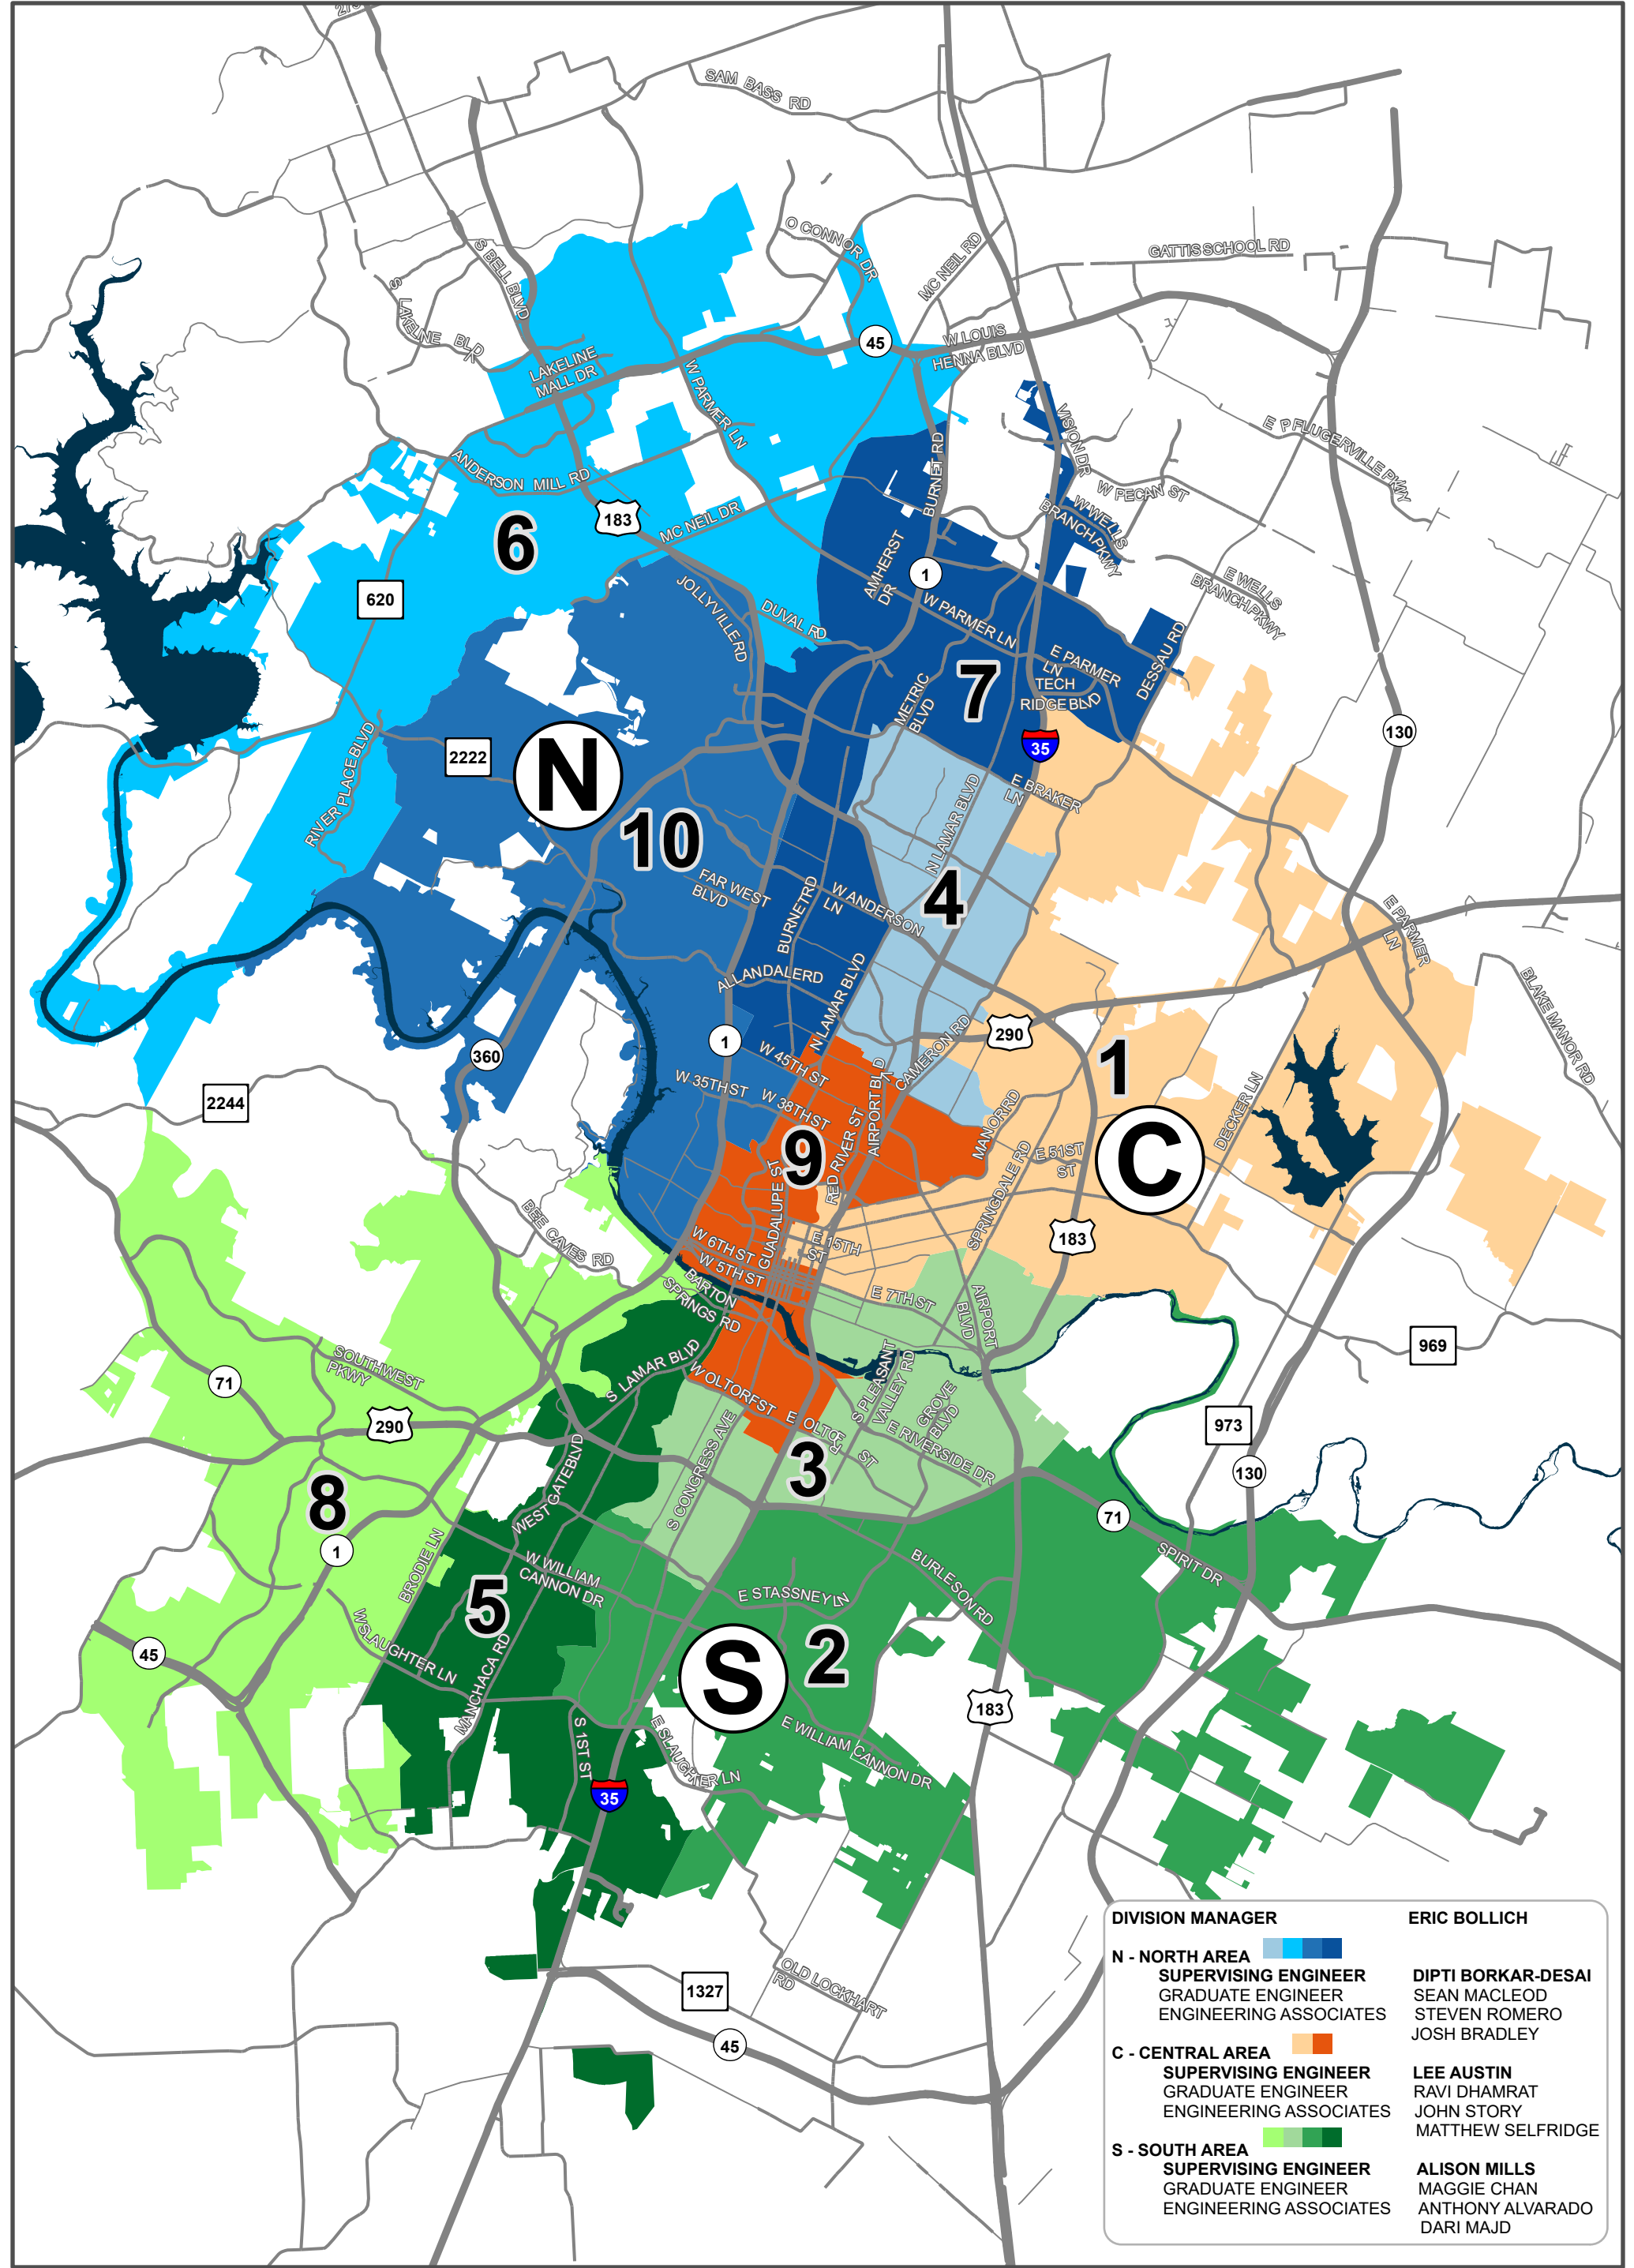 SAM BASS RD
O CONNOR DR
MC NEIL RD
GATTIS SCHOOL RD
S BELL BLVD
S LAKELINE BLD
45
W LOUIS
HENNA BLVD
LAKELINE
MALL DR
W PARMER LN
VISION DR
E PFLUGERVILLE PKWY
BURNET RD
ANDERSON MILL RD
W PECAN ST
183
6
MC NEIL DR
W WELLS
BRANCH PKWY
AMHERST
DR
1
E WELLS
BRANCH PKWY
620
JOLLYVILLE RD
DUVAL RD
W PARMER LN
E PARMER
LN
DESSAU RD
7
TECH
RIDGE BLVD
METRIC
BLVD
35
130
RIVER PLACE BLVD
2222
N
E BRAKER
LN
10
N LAMAR BLVD
FAR WEST
BLVD
BURNET RD
W ANDERSON
LN
4
E PARMER
LN
ALLANDALE RD
N LAMAR BLVD
BLAKE MANOR RD
1
360
290
W 45TH ST
CAMERON RD
1
W 35TH ST
W 38TH ST
AIRPORT BLVD
2244
9
RED RIVER ST
MANOR RD
DECKER LN
E 51ST
ST
C
GUADALUPE ST
SPRINGDALE RD
BEE CAVES RD
W 6TH ST
W 5TH ST
E 15TH
ST
183
BARTON
SPRINGS RD
E 7TH ST
AIRPORT
BLVD
969
SOUTHWEST
PKWY
71
S LAMAR BLVD
W OLTORF ST
S PLEASANT
VALLEY RD
GROVE
BLVD
290
S CONGRESS AVE
E OLTORF ST
E RIVERSIDE DR
973
WESTGATE BLVD
3
130
8
1
71
BRODIE LN
W WILLIAM
CANNON DR
BURLESON RD
SPIRIT DR
E STASSNEY LN
5
W SLAUGHTER LN
MANCHACA RD
45
S
2
183
S 1ST ST
E SLAUGHTER LN
E WILLIAM CANNON DR
35
1327
OLD LOCKHART
RD
45
DIVISION MANAGER ERIC BOLLICH
N - NORTH AREA
SUPERVISING ENGINEER DIPTI BORKAR-DESAI
GRADUATE ENGINEER SEAN MACLEOD
ENGINEERING ASSOCIATES STEVEN ROMERO
JOSH BRADLEY
C - CENTRAL AREA
SUPERVISING ENGINEER LEE AUSTIN
GRADUATE ENGINEER RAVI DHAMRAT
ENGINEERING ASSOCIATES JOHN STORY
MATTHEW SELFRIDGE
S - SOUTH AREA
SUPERVISING ENGINEER ALISON MILLS
GRADUATE ENGINEER MAGGIE CHAN
ENGINEERING ASSOCIATES ANTHONY ALVARADO
DARI MAJD